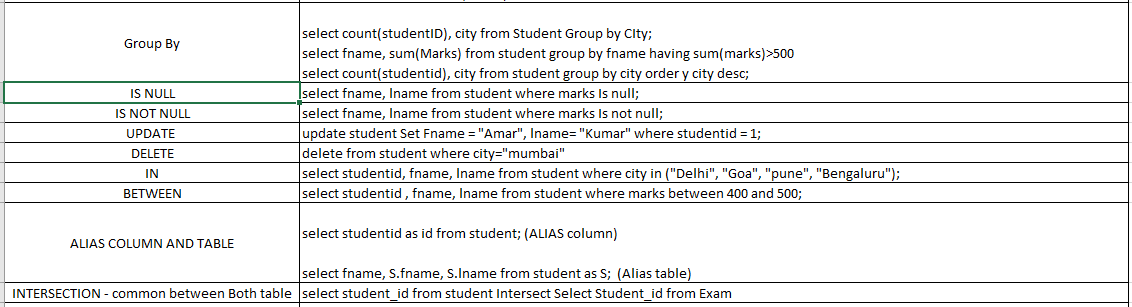 Group By
select count(studentID), city from Student Group by CIty;
select fname, sum(Marks) from student group by fname having sum(marks)>500
select count(studentid), city from student group by city order y city desc;
IS NULL select fname, lname from student where marks Is null;
IS NOT NULL select fname, lname from student where marks Is not null;
UPDATE update student Set Fname = "Amar", lname= "Kumar" where studentid = 1;
DELETE delete from student where city="mumbai"
IN select studentid, fname, lname from student where city in ("Delhi", "Goa", "pune", "Bengaluru");
BETWEEN select studentid , fname, lname from student where marks between 400 and 500;
ALIAS COLUMN AND TABLE
select studentid as id from student; (ALIAS column)
select fname, S.fname, S.lname from student as S;  (Alias table)
INTERSECTION - common between Both table select student_id from student Intersect Select Student_id from Exam